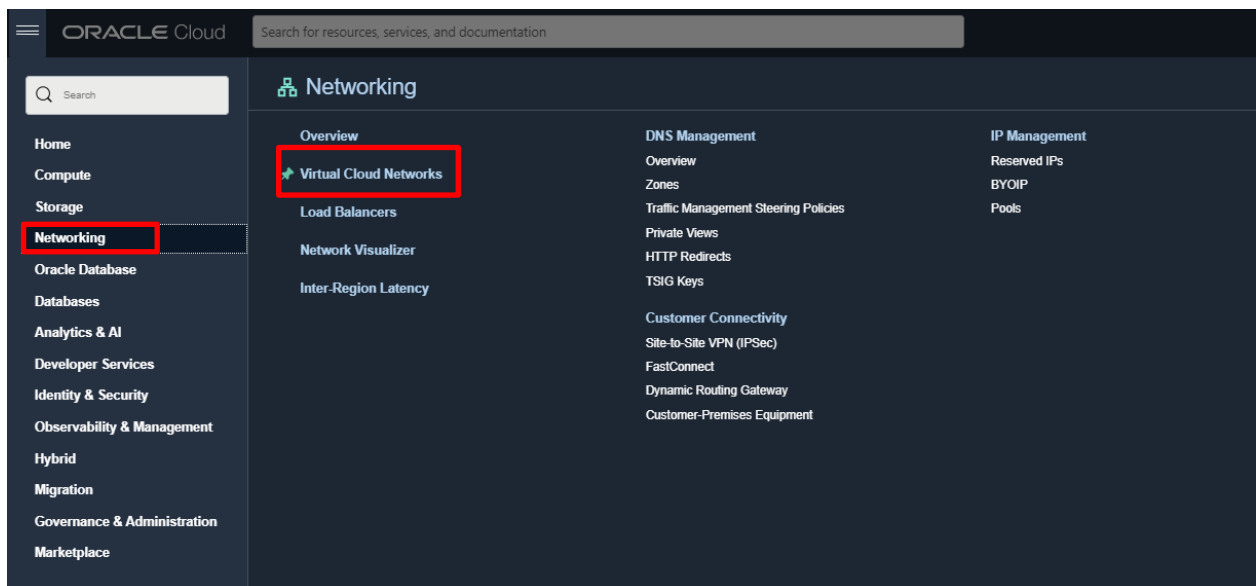 ORACLE Cloud
Search for resources, services, and documentation
Search
Home
Compute
Storage
Networking
Oracle Database
Databases
Analytics & AI
Developer Services
Identity & Security
Observability & Management
Hybrid
Migration
Governance & Administration
Marketplace
Networking
Overview
Virtual Cloud Networks
Load Balancers
Network Visualizer
Inter-Region Latency
DNS Management
Overview
Zones
Traffic Management Steering Policies
Private Views
HTTP Redirects
TSIG Keys
Customer Connectivity
Site-to-Site VPN (IPSec)
FastConnect
Dynamic Routing Gateway
Customer-Premises Equipment
IP Management
Reserved IPs
BYOIP
Pools